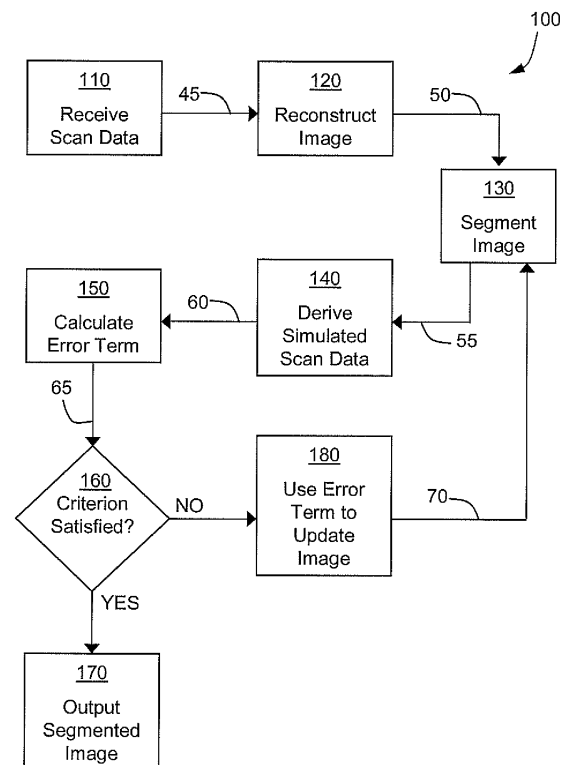 100
110
Receive
Scan Data
45
120
Reconstruct
Image
50
130
Segment
Image
150
Calculate
Error Term
60
140
Derive
Simulated
Scan Data
55
65
160
Criterion
Satisfied?
NO
180
Use Error
Term to
Update
Image
70
YES
170
Output
Segmented
Image